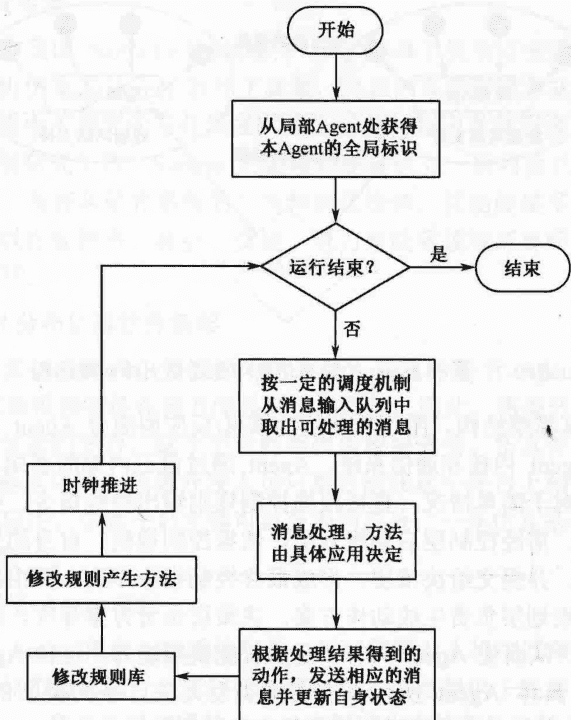 开始
从局部Agent处获得
本Agent的全局标识
运行结束？
是
结束
否
按一定的调度机制
从消息输入队列中
取出可处理的消息
时钟推进
消息处理，方法
由具体应用决定
修改规则产生方法
根据处理结果得到的
动作，发送相应的消
息并更新自身状态
修改规则库